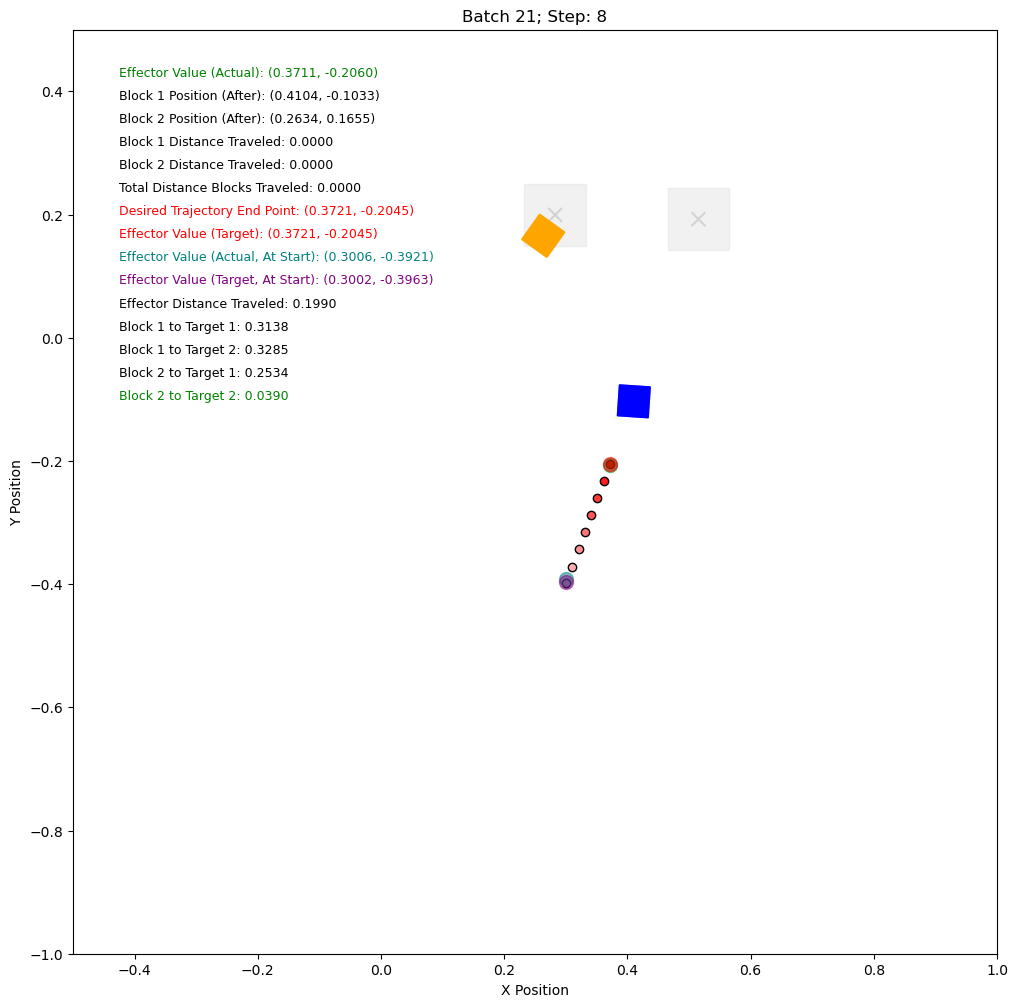 Batch 21; Step: 8
Effector Value (Actual): (0.3711, -0.2060)
Block 1 Position (After): (0.4104, -0.1033)
Block 2 Position (After): (0.2634, 0.1655)
Block 1 Distance Traveled: 0.0000
Block 2 Distance Traveled: 0.0000
Total Distance Blocks Traveled: 0.0000
Desired Trajectory End Point: (0.3721, -0.2045)
Effector Value (Target): (0.3721, -0.2045)
Effector Value (Actual, At Start): (0.3006, -0.3921)
Effector Value (Target, At Start): (0.3002, -0.3963)
Effector Distance Traveled: 0.1990
Block 1 to Target 1: 0.3138
Block 1 to Target 2: 0.3285
Block 2 to Target 1: 0.2534
Block 2 to Target 2: 0.0390
Y Position
0.4
0.2
0.0
−0.2
−0.4
−0.6
−0.8
−1.0
−0.4
−0.2
0.0
0.2
0.4
0.6
0.8
1.0
X Position